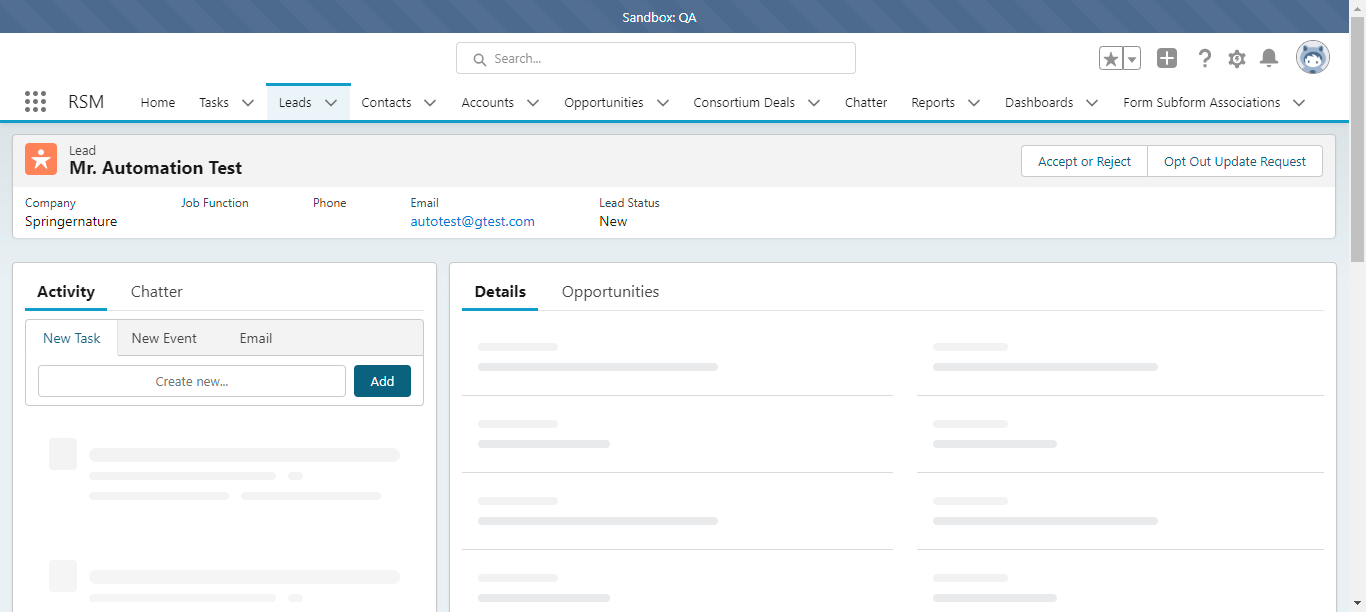 Sandbox: QA
Search...
RSM Home Tasks Leads Contacts Accounts Opportunities Consortium Deals Chatter Reports Dashboards Form Subform Associations
Lead
Mr. Automation Test
Accept or Reject Opt Out Update Request
Company Job Function Phone Email Lead Status
Springernature autotest@gtest.com New
Activity Chatter
Details Opportunities
New Task New Event Email
Create new... Add